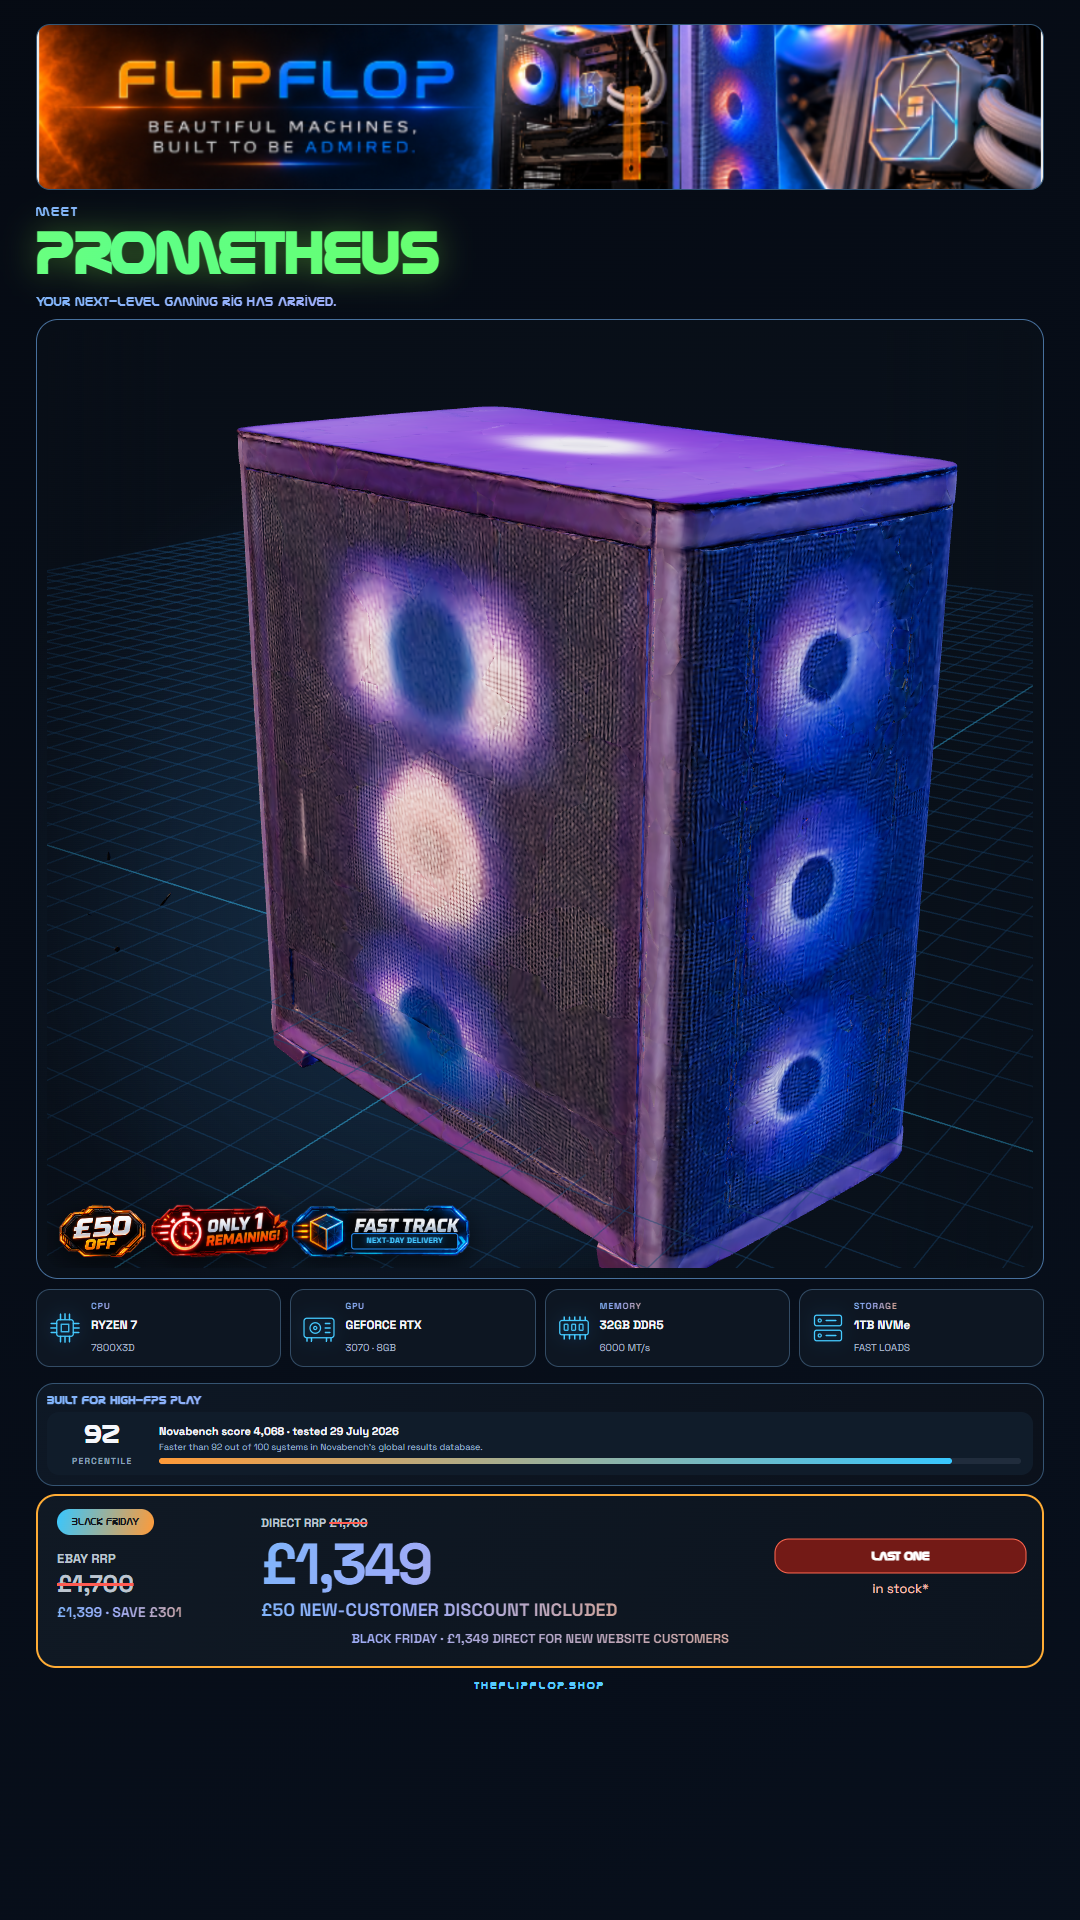 FLIPFLOP
BEAUTIFUL MACHINES,
BUILT TO BE ADMIRED.
MEET
PROMETHEUS
YOUR NEXT-LEVEL GAMING RIG HAS ARRIVED.
£50 OFF
ONLY 1 REMAINING!
FAST TRACK
NEXT-DAY DELIVERY
CPU
RYZEN 7
7800X3D
GPU
GEFORCE RTX
3070 · 8GB
MEMORY
32GB DDR5
6000 MT/s
STORAGE
1TB NVMe
FAST LOADS
BUILT FOR HIGH-FPS PLAY
92
PERCENTILE
Novabench score 4,068 · tested 29 July 2026
Faster than 92 out of 100 systems in Novabench's global results database.
BLACK FRIDAY
EBAY RRP
£1,700
£1,399 · SAVE £301
DIRECT RRP £1,700
£1,349
£50 NEW-CUSTOMER DISCOUNT INCLUDED
BLACK FRIDAY · £1,349 DIRECT FOR NEW WEBSITE CUSTOMERS
LAST ONE
in stock*
THEFLIPFLOP.SHOP